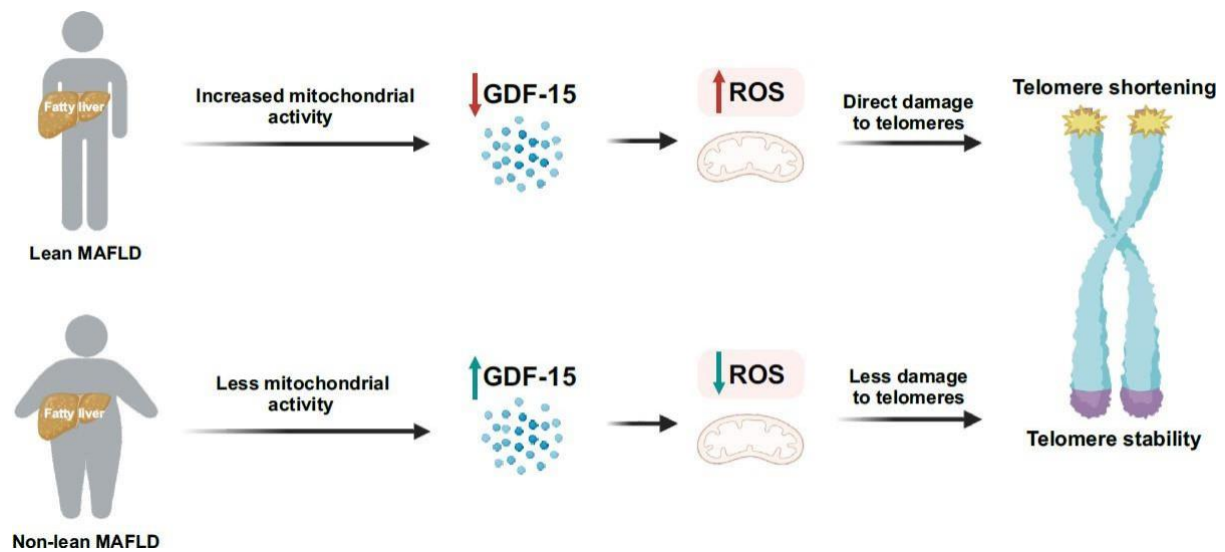 Fatty liver
Lean MAFLD
Increased mitochondrial
activity
GDF-15
ROS
Direct damage
to telomeres
Telomere shortening
Fatty liver
Non-lean MAFLD
Less mitochondrial
activity
GDF-15
ROS
Less damage
to telomeres
Telomere stability